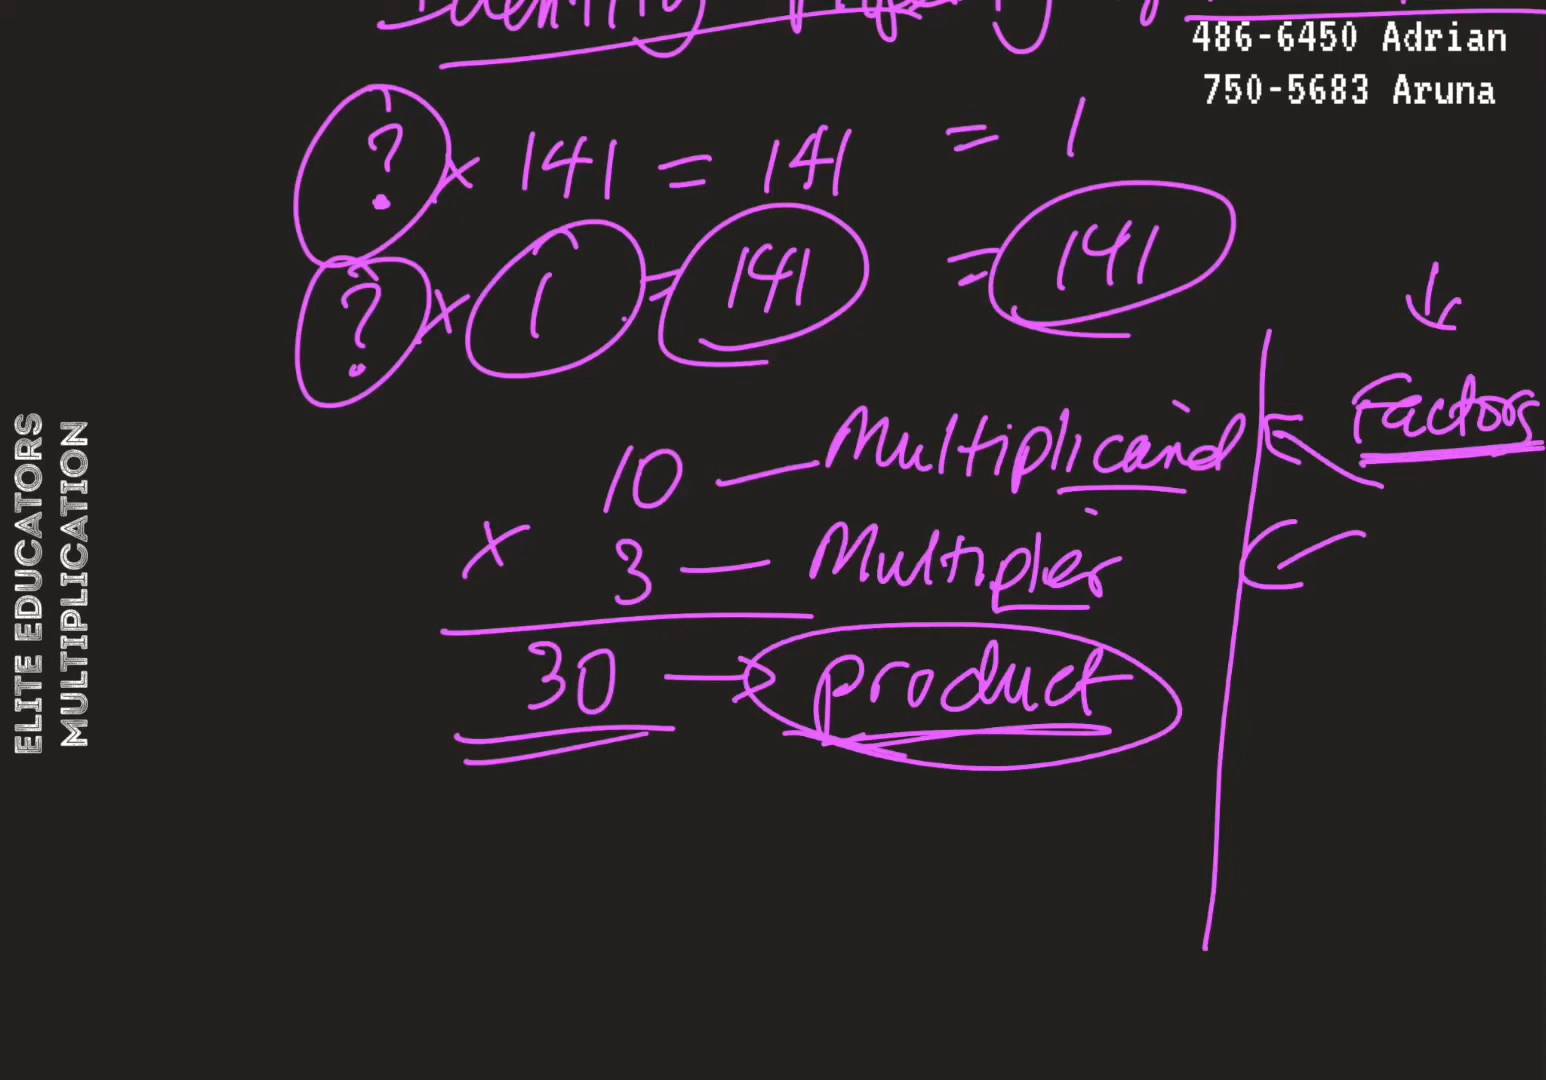 Identity
486-6450 Adrian
750-5683 Aruna
? × 141 = 141 = 1
? × 1 = 141 = 141
Factors
10 — Multiplicand
× 3 — Multiplier
30 → product
ELITE EDUCATORS
MULTIPLICATION